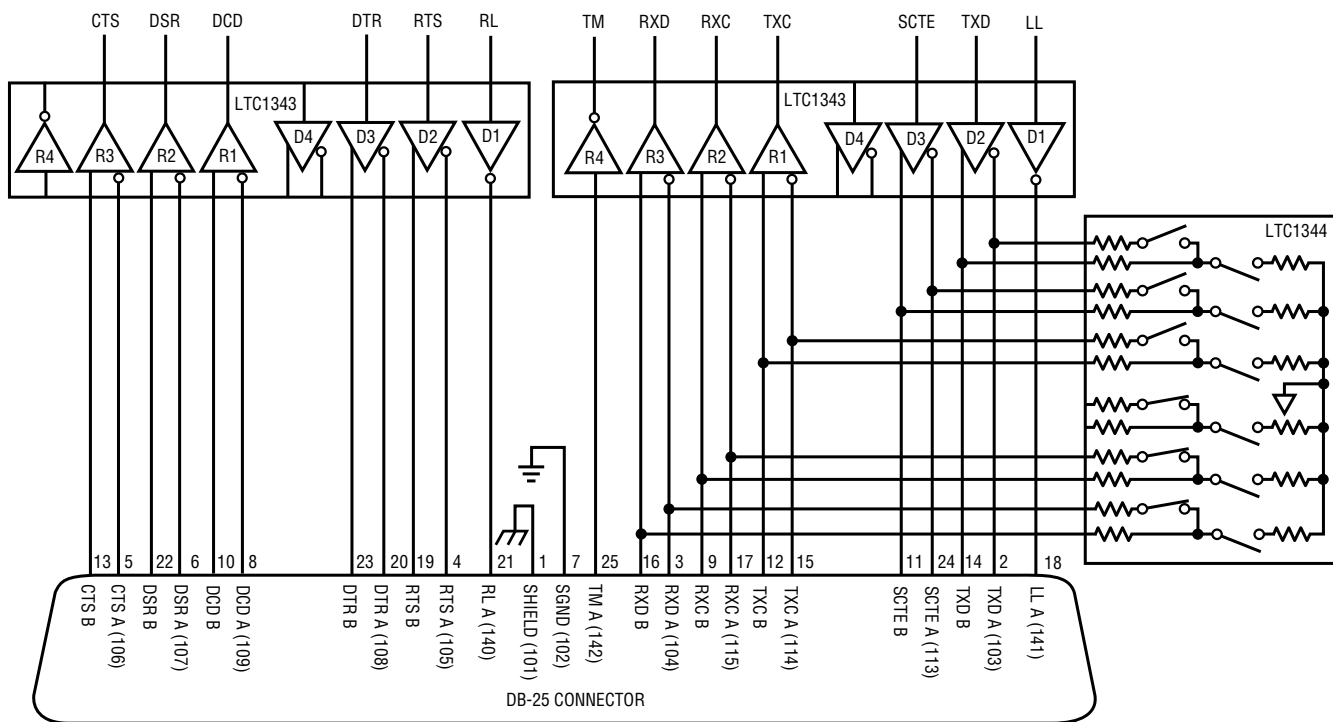 CTS DSR DCD DTR RTS RL TM RXD RXC TXC SCTE TXD LL
LTC1343 LTC1343
R4 R3 R2 R1 D4 D3 D2 D1 R4 R3 R2 R1 D4 D3 D2 D1
LTC1344
13 5 22 6 10 8 23 20 19 4 21 1 7 25 16 3 9 17 12 15 11 24 14 2 18
CTS B
CTS A (106)
DSR B
DSR A (107)
DCD B
DCD A (109)
DTR B
DTR A (108)
RTS B
RTS A (105)
RL A (140)
SHIELD (101)
SGND (102)
TM A (142)
RXD B
RXD A (104)
RXC B
RXC A (115)
TXC B
TXC A (114)
SCTE B
SCTE A (113)
TXD B
TXD A (103)
LL A (141)
DB-25 CONNECTOR